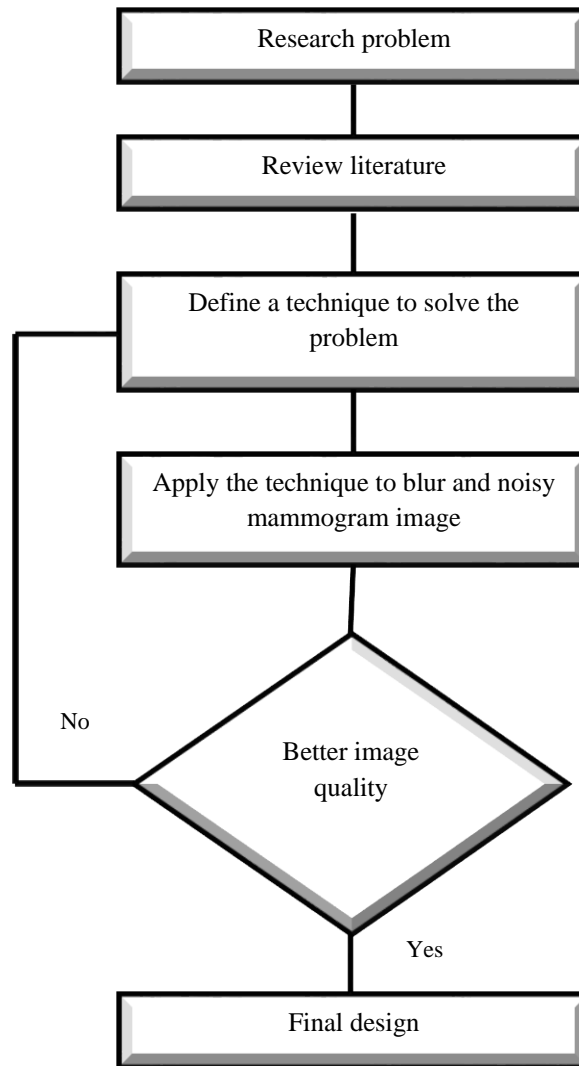 Research problem
Review literature
Define a technique to solve the
problem
Apply the technique to blur and noisy
mammogram image
No
Better image
quality
Yes
Final design